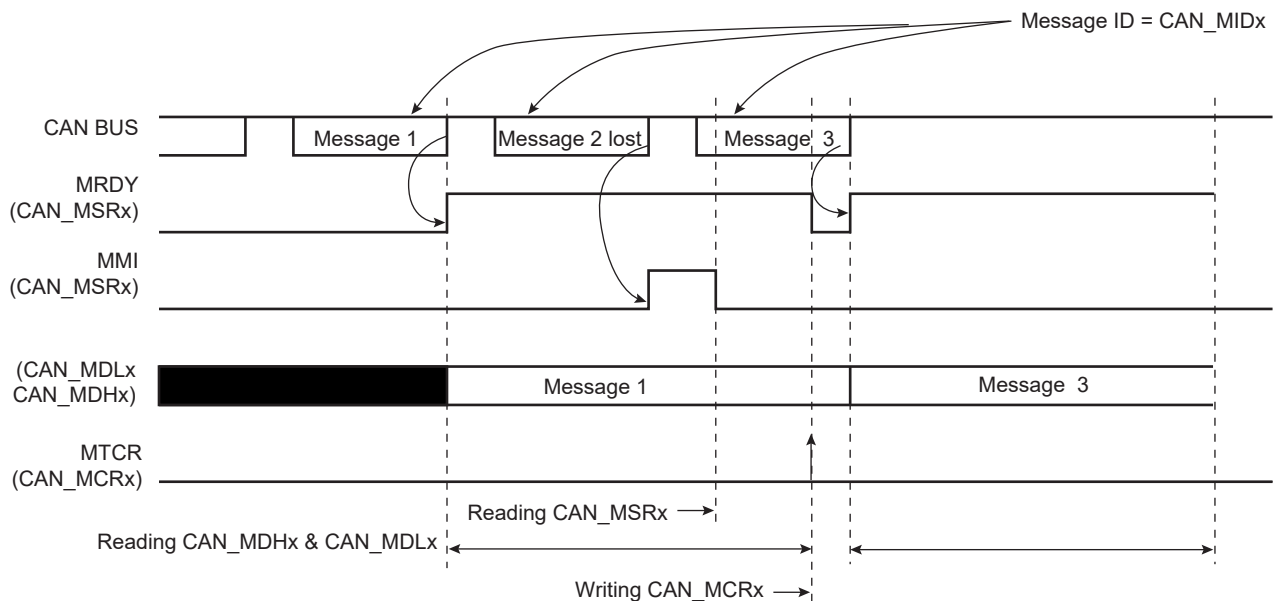 Message ID = CAN_MIDx
CAN BUS
Message 1
Message 2 lost
Message 3
MRDY
(CAN_MSRx)
MMI
(CAN_MSRx)
(CAN_MDLx
CAN_MDHx)
Message 1
Message 3
MTCR
(CAN_MCRx)
Reading CAN_MSRx
Reading CAN_MDHx & CAN_MDLx
Writing CAN_MCRx